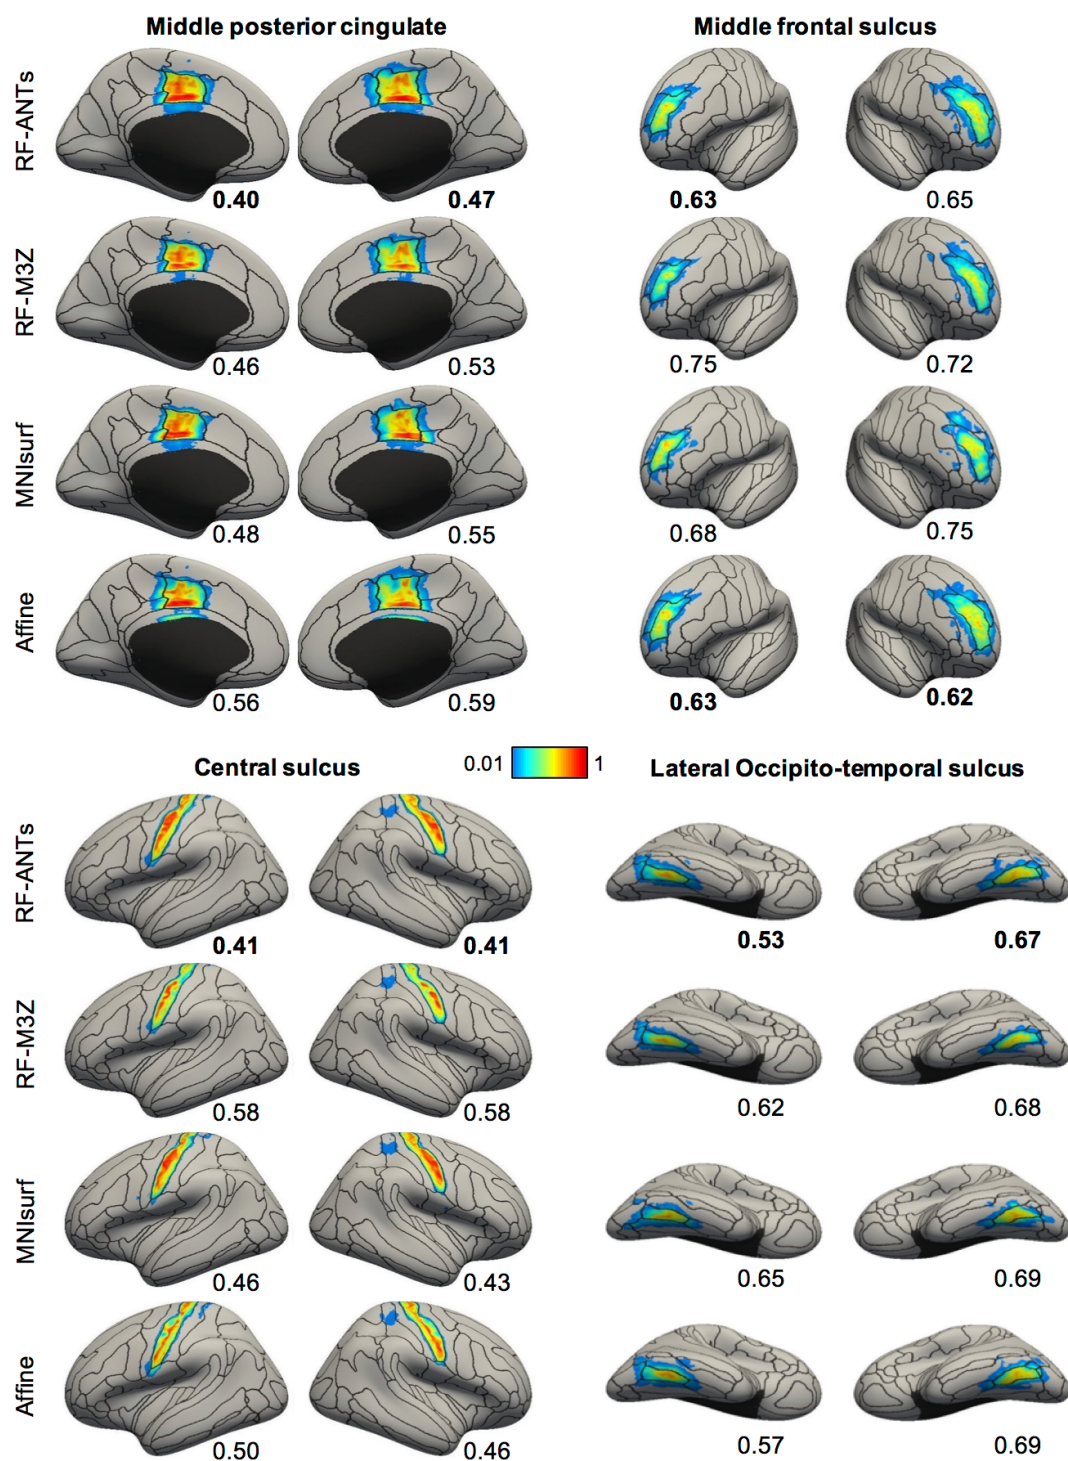 Middle posterior cingulate
Middle frontal sulcus
RF-ANTs
0.40
0.47
0.63
0.65
RF-M3Z
0.46
0.53
0.75
0.72
MNIsurf
0.48
0.55
0.68
0.75
Affine
0.56
0.59
0.63
0.62
Central sulcus
0.01
1
Lateral Occipito-temporal sulcus
RF-ANTs
0.41
0.41
0.53
0.67
RF-M3Z
0.58
0.58
0.62
0.68
MNIsurf
0.46
0.43
0.65
0.69
Affine
0.50
0.46
0.57
0.69